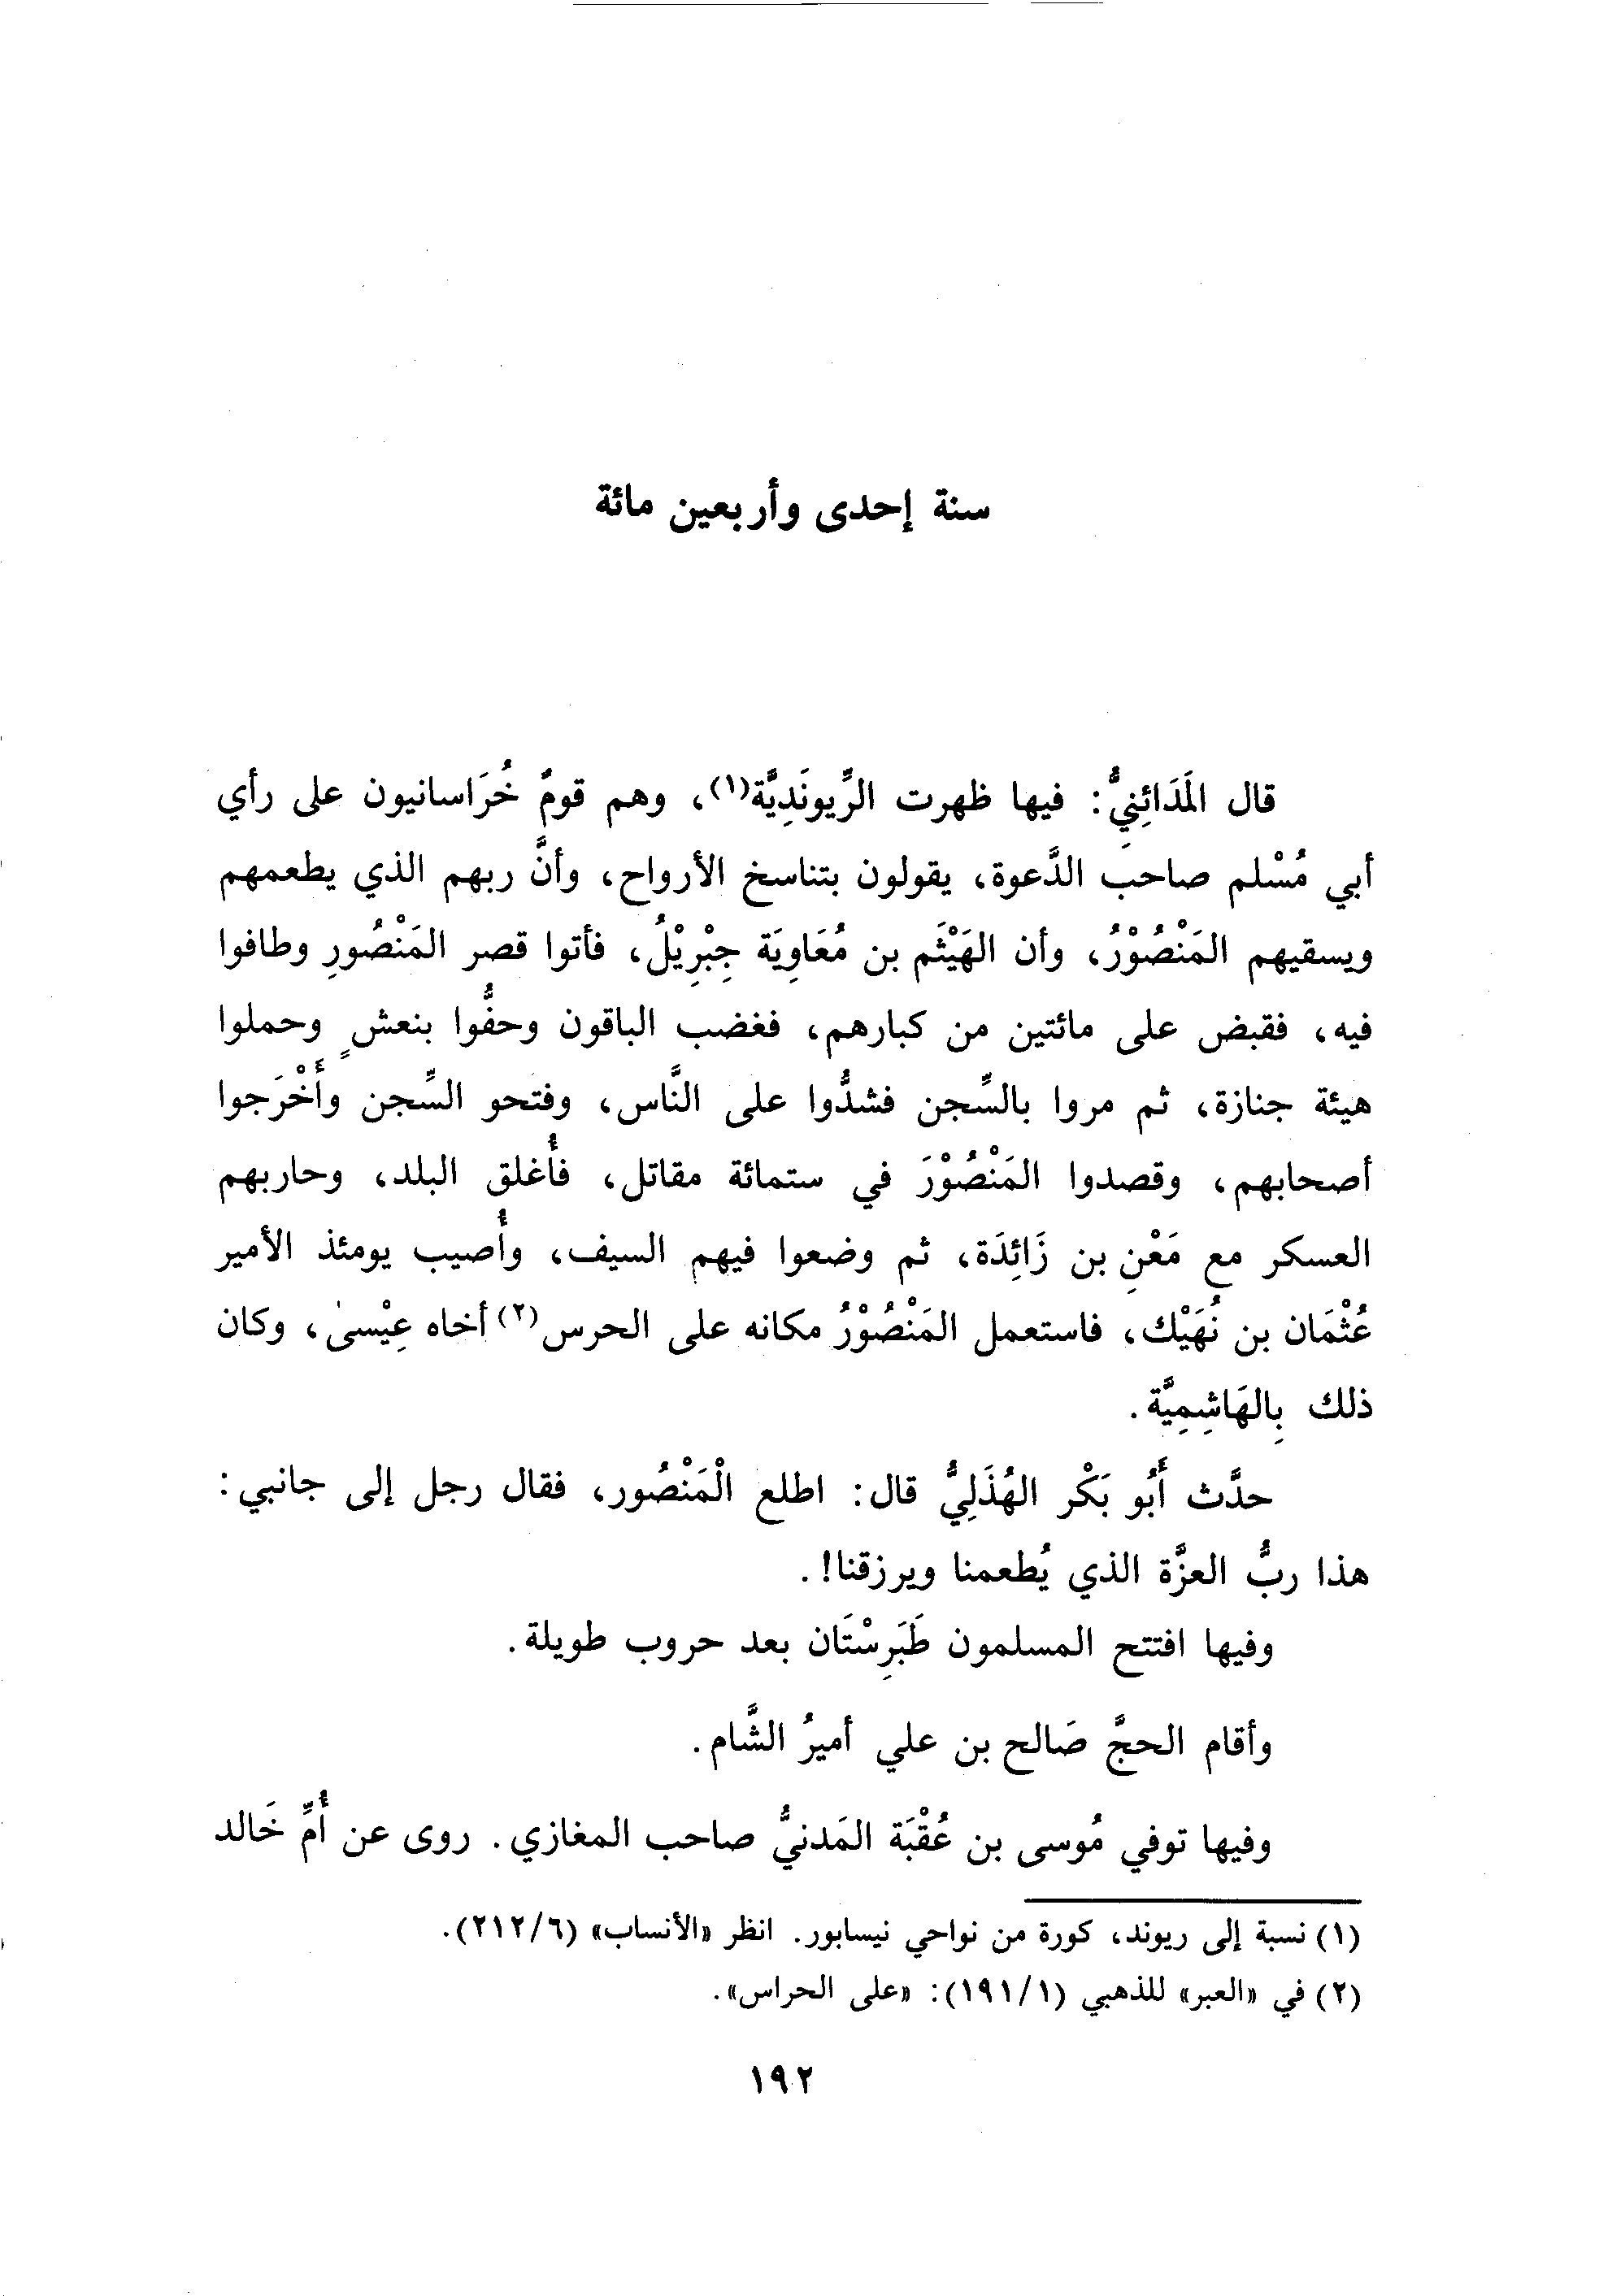 سنة إحدى وأربعين مائة
قال المَدَائِنيُّ: فيها ظهرت الرِّيونَدِيَّة(١)، وهم قومٌ خُرَاسانيون على رأي
أبي مُسْلم صاحب الدَّعوة، يقولون بتناسخ الأرواح، وأنَّ ربهم الذي يطعمهم
ويسقيهم المَنْصُوْرُ، وأن الهَيْثَم بن مُعَاوِيَة جِبْرِيْلُ، فأتوا قصر المَنْصُورِ وطافوا
فيه، فقبض على مائتين من كبارهم، فغضب الباقون وحفُّوا بنعشٍ وحملوا
هيئة جنازة، ثم مروا بالسِّجن فشدُّوا على النَّاس، وفتحو السِّجن وأَخْرَجوا
أصحابهم، وقصدوا المَنْصُوْرَ في ستمائة مقاتل، فأُغلق البلد، وحاربهم
العسكر مع مَعْنِ بن زَائِدَة، ثم وضعوا فيهم السيف، وأُصيب يومئذ الأمير
عُثْمَان بن نُهَيْك، فاستعمل المَنْصُوْرُ مكانه على الحرس(٢) أخاه عِيْسىٰ، وكان
ذلك بِالهَاشِمِيَّة.
حدَّث أَبُو بَكْر الهُذَلِيُّ قال: اطلع الْمَنْصُور، فقال رجل إلى جانبي:
هذا ربُّ العزَّة الذي يُطعمنا ويرزقنا!.
وفيها افتتح المسلمون طَبَرِسْتَان بعد حروب طويلة.
وأقام الحجَّ صَالح بن علي أميرُ الشَّام.
وفيها توفي مُوسى بن عُقْبَة المَدنيُّ صاحب المغازي. روى عن أُمِّ خَالد
(١) نسبة إلى ريوند، كورة من نواحي نيسابور. انظر «الأنساب» (٢١٢/٦).
(٢) في «العبر» للذهبي (١٩١/١): «على الحراس».
١٩٢